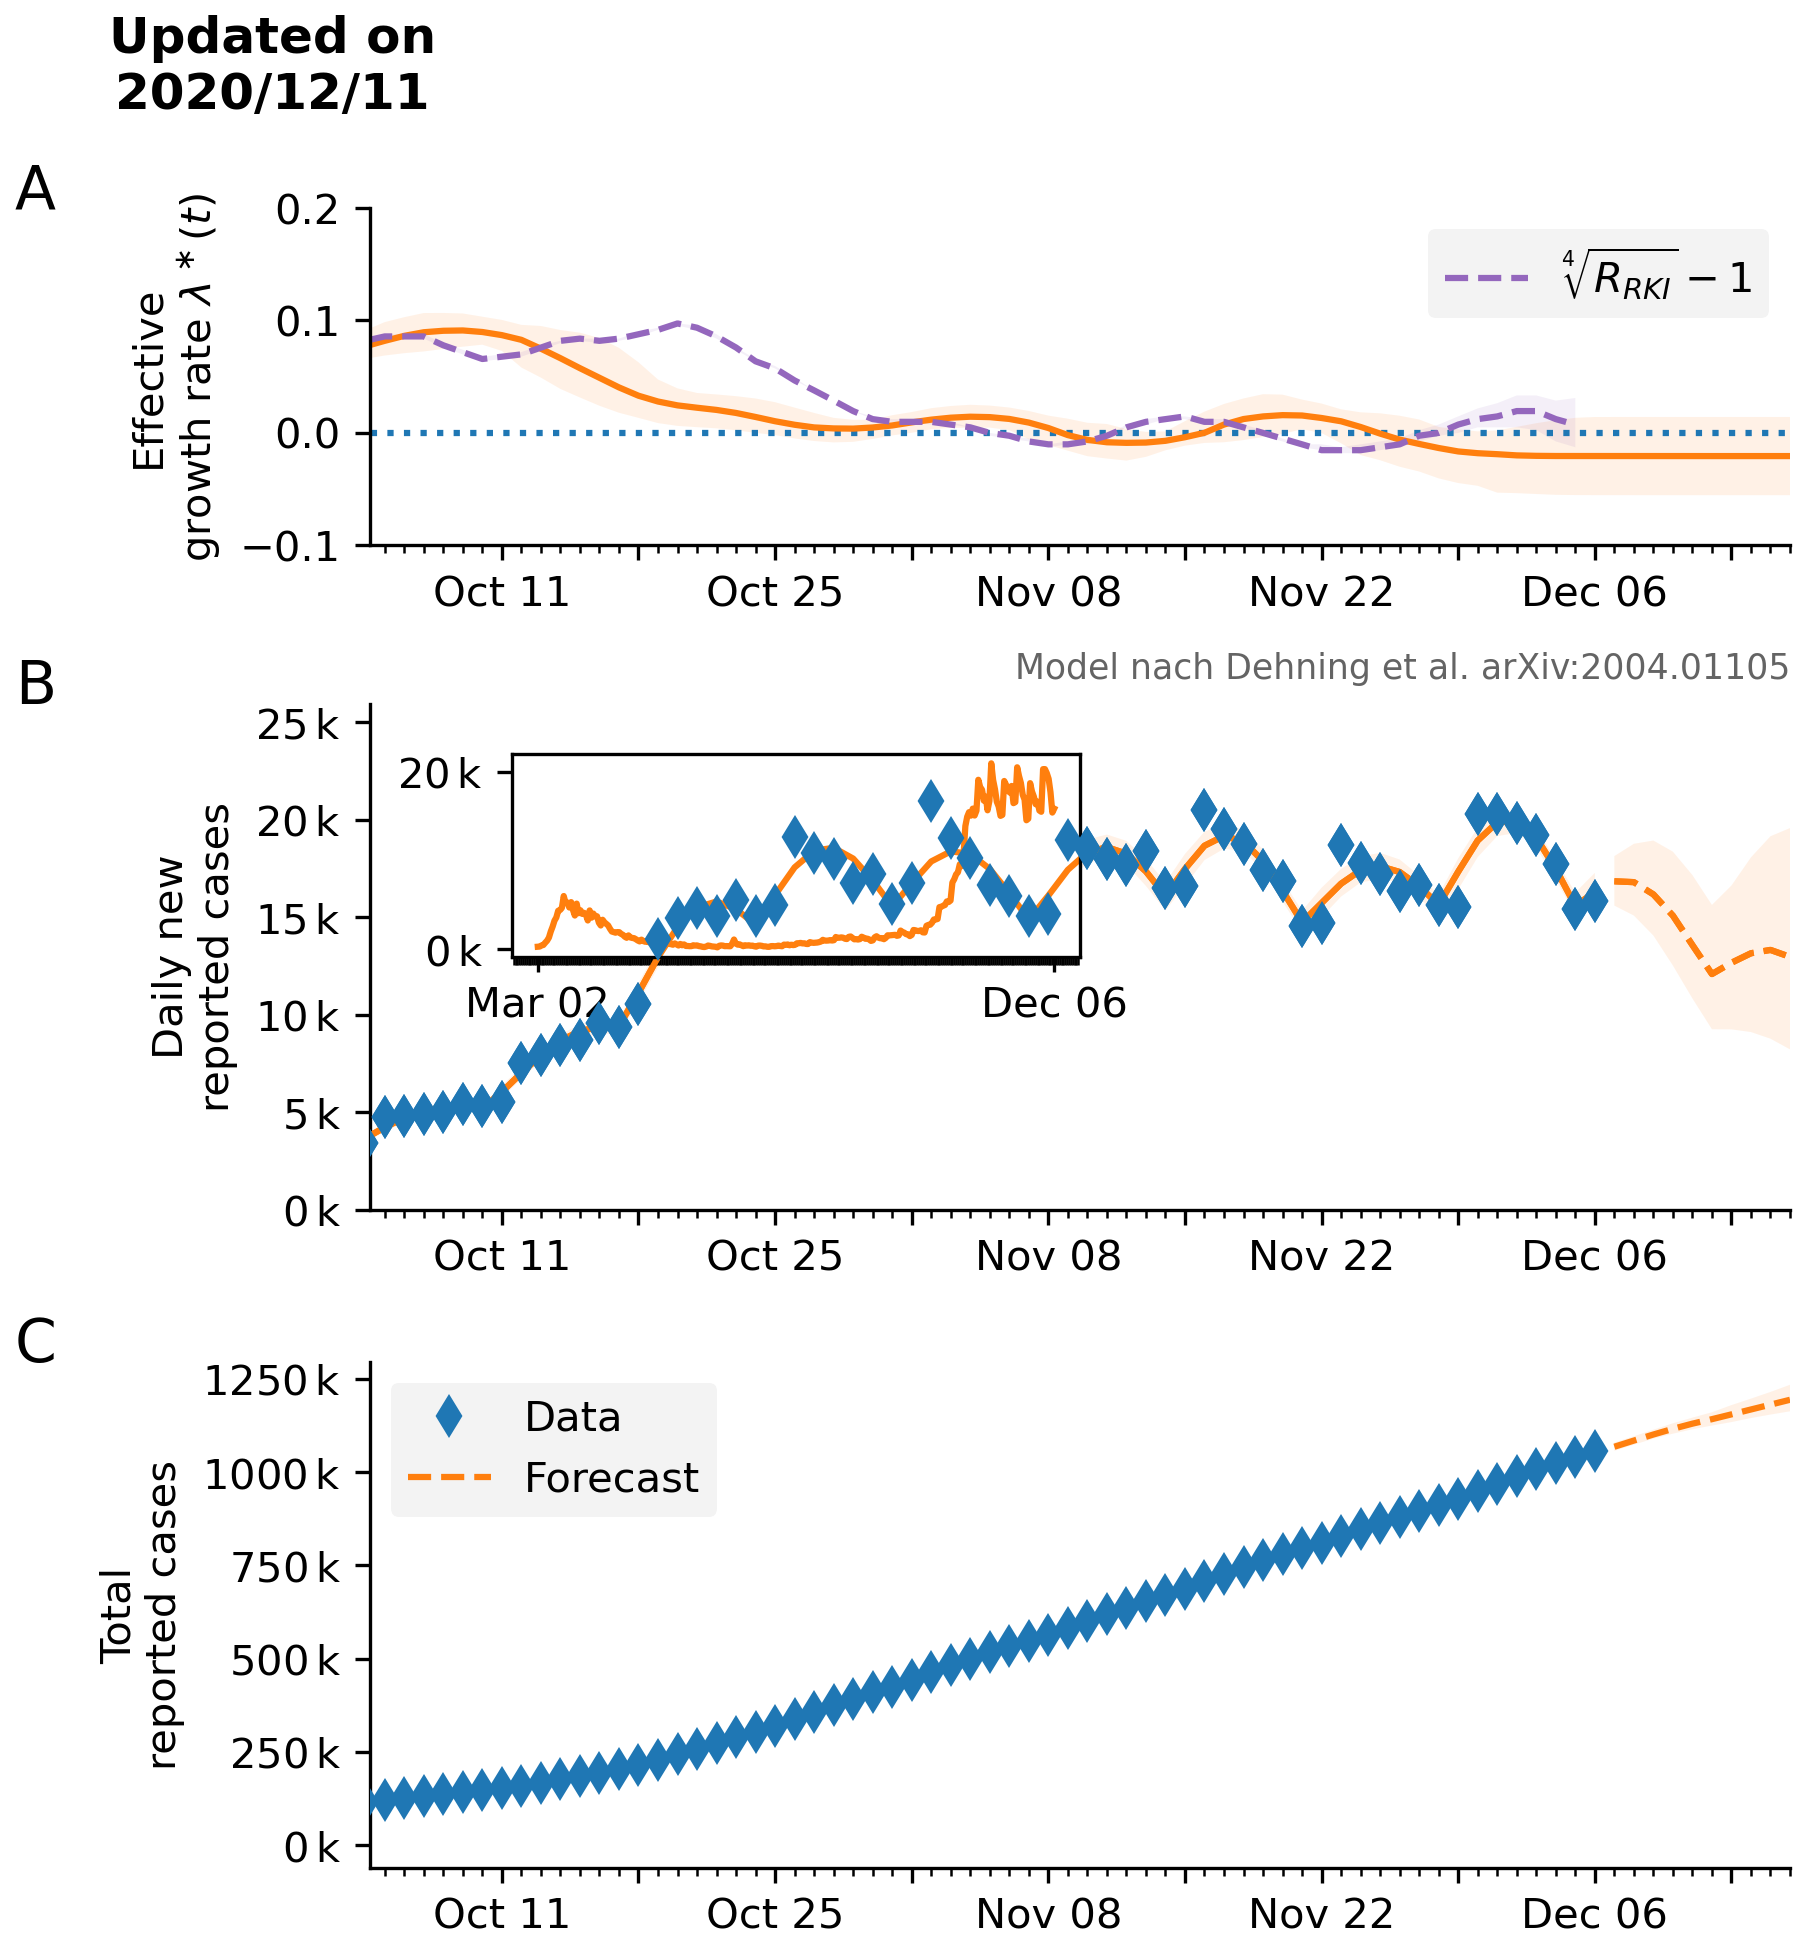 Updated on
2020/12/11
A
Effective
growth rate λ * (t)
0.2
0.1
0.0
−0.1
∜R_RKI − 1
Oct 11
Oct 25
Nov 08
Nov 22
Dec 06
B
Model nach Dehning et al. arXiv:2004.01105
Daily new
reported cases
25 k
20 k
15 k
10 k
5 k
0 k
20 k
0 k
Mar 02
Dec 06
Oct 11
Oct 25
Nov 08
Nov 22
Dec 06
C
Total
reported cases
1250 k
1000 k
750 k
500 k
250 k
0 k
Data
Forecast
Oct 11
Oct 25
Nov 08
Nov 22
Dec 06